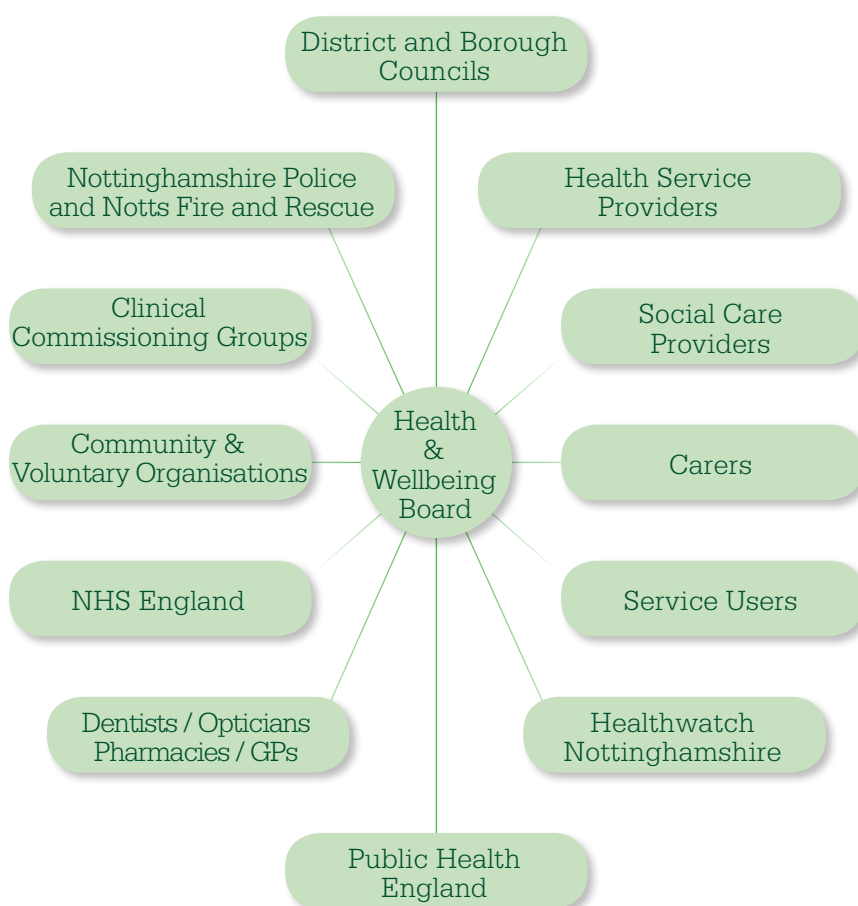 District and Borough
Councils
Nottinghamshire Police
and Notts Fire and Rescue
Health Service
Providers
Clinical
Commissioning Groups
Social Care
Providers
Health
&
Wellbeing
Board
Community &
Voluntary Organisations
Carers
NHS England
Service Users
Dentists / Opticians
Pharmacies / GPs
Healthwatch
Nottinghamshire
Public Health
England